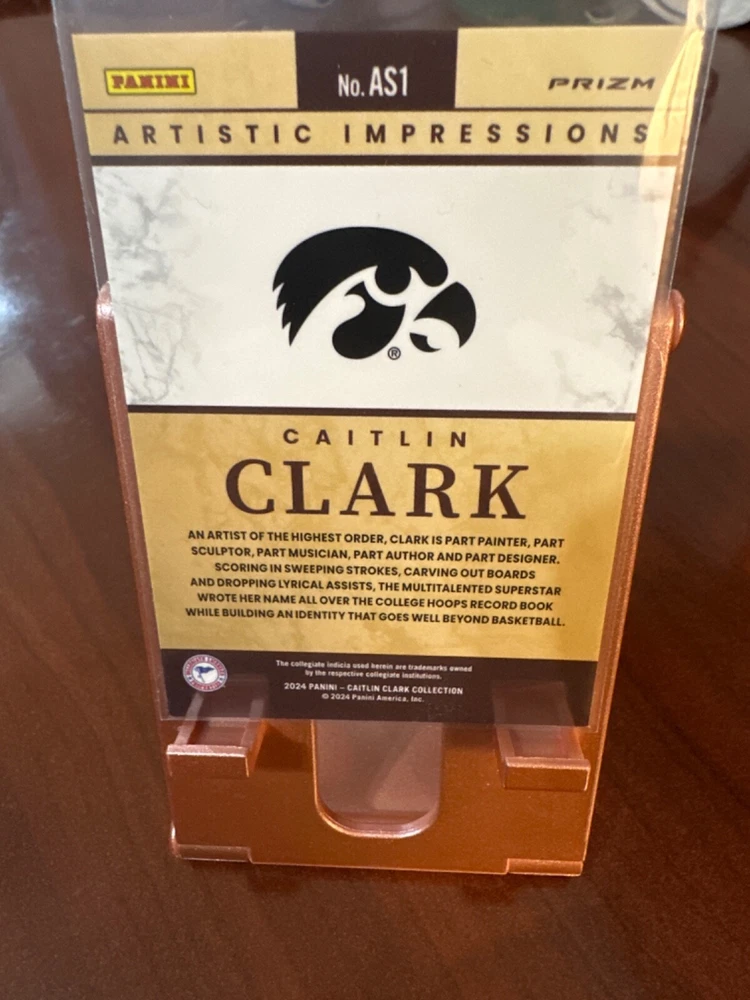 PANINI
No. AS1
PRIZM
ARTISTIC IMPRESSIONS
®
CAITLIN
CLARK
AN ARTIST OF THE HIGHEST ORDER, CLARK IS PART PAINTER, PART
SCULPTOR, PART MUSICIAN, PART AUTHOR AND PART DESIGNER.
SCORING IN SWEEPING STROKES, CARVING OUT BOARDS
AND DROPPING LYRICAL ASSISTS, THE MULTITALENTED SUPERSTAR
WROTE HER NAME ALL OVER THE COLLEGE HOOPS RECORD BOOK
WHILE BUILDING AN IDENTITY THAT GOES WELL BEYOND BASKETBALL.
The collegiate indicia used herein are trademarks owned
by the respective collegiate institutions.
2024 PANINI – CAITLIN CLARK COLLECTION
© 2024 Panini America, Inc.